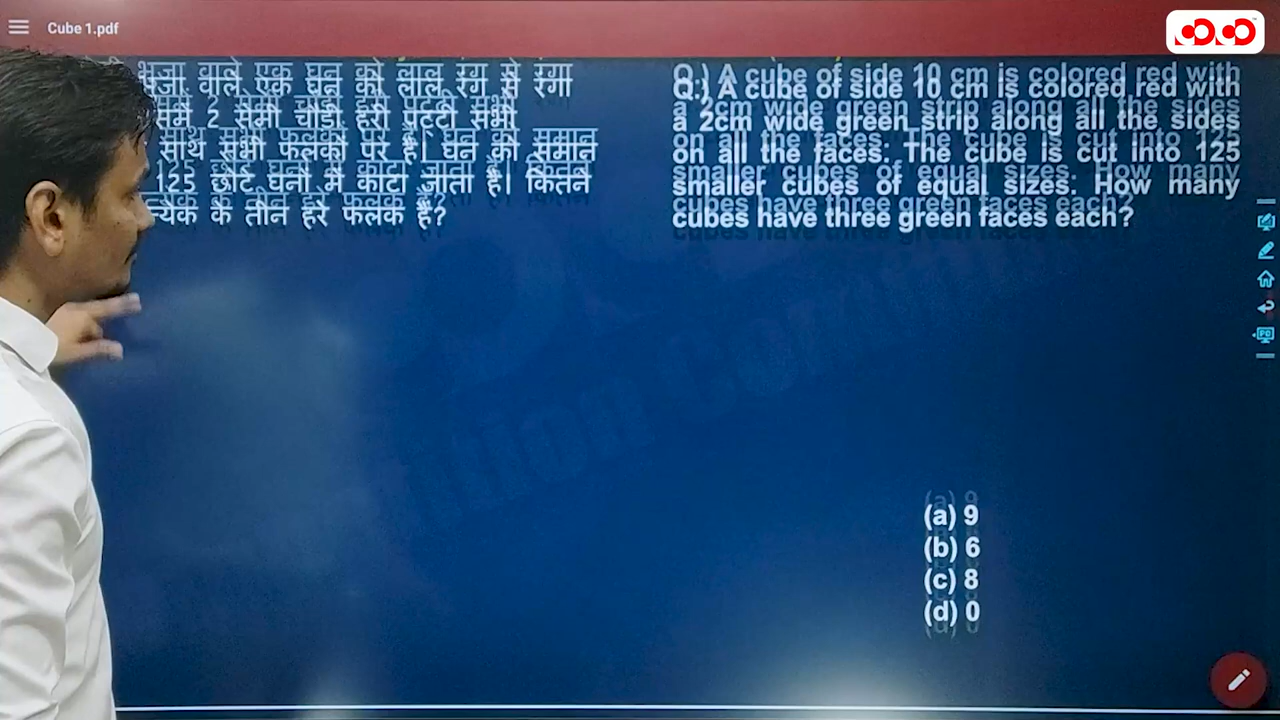 Cube 1.pdf
भुजा वाले एक घन को लाल रंग से रंगा
2 सेमी चौड़ी हरी पट्टी सभी
साथ सभी फलकों पर है। घन को समान
125 छोटे घनों में काटा जाता है। कितने
के तीन हरे फलक हैं?
Q.) A cube of side 10 cm is colored red with
a 2cm wide green strip along all the sides
on all the faces. The cube is cut into 125
smaller cubes of equal sizes. How many
cubes have three green faces each?
(a) 9
(b) 6
(c) 8
(d) 0